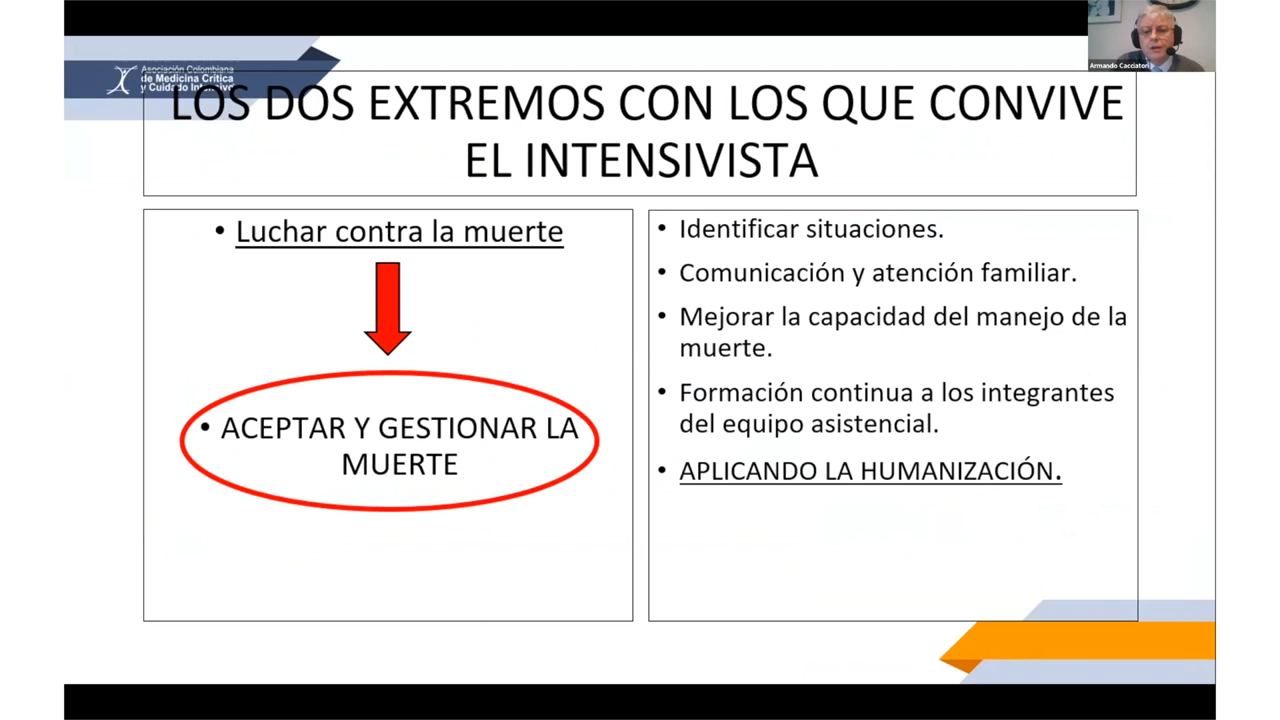 Armando Cacciatori
Asociación Colombiana
de Medicina Crítica
y Cuidado Intensivo
LOS DOS EXTREMOS CON LOS QUE CONVIVE
EL INTENSIVISTA
• Luchar contra la muerte
• ACEPTAR Y GESTIONAR LA
MUERTE
• Identificar situaciones.
• Comunicación y atención familiar.
• Mejorar la capacidad del manejo de la
muerte.
• Formación continua a los integrantes
del equipo asistencial.
• APLICANDO LA HUMANIZACIÓN.